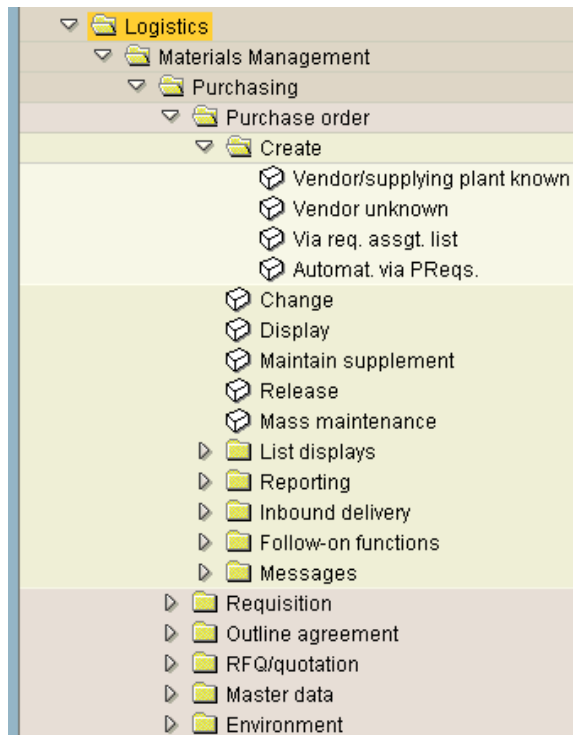 Logistics
Materials Management
Purchasing
Purchase order
Create
Vendor/supplying plant known
Vendor unknown
Via req. assgt. list
Automat. via PReqs.
Change
Display
Maintain supplement
Release
Mass maintenance
List displays
Reporting
Inbound delivery
Follow-on functions
Messages
Requisition
Outline agreement
RFQ/quotation
Master data
Environment